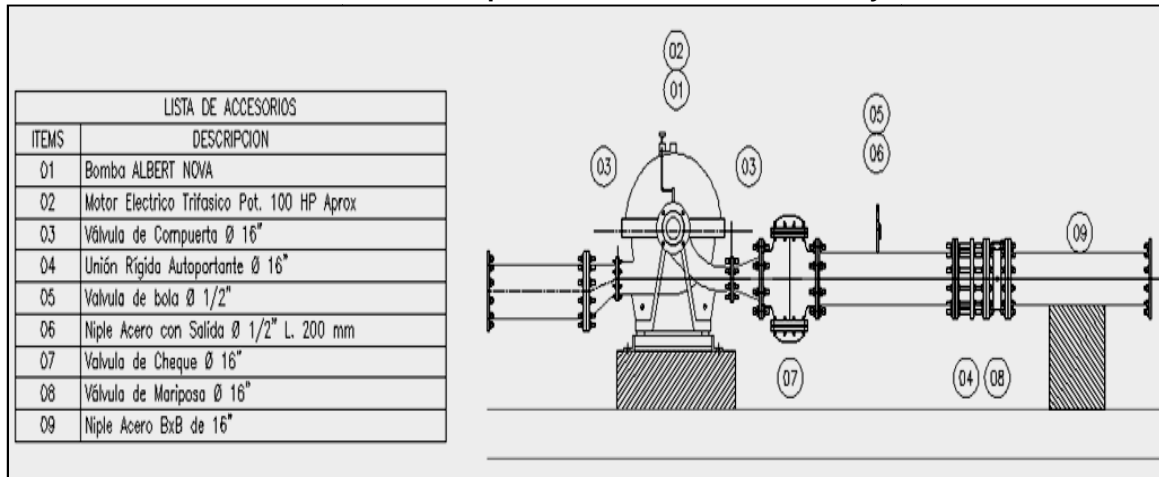 LISTA DE ACCESORIOS
ITEMS DESCRIPCION
01 Bomba ALBERT NOVA
02 Motor Electrico Trifasico Pot. 100 HP Aprox
03 Válvula de Compuerta Ø 16"
04 Unión Rígida Autoportante Ø 16"
05 Valvula de bola Ø 1/2"
06 Niple Acero con Salida Ø 1/2" L. 200 mm
07 Valvula de Cheque Ø 16"
08 Válvula de Mariposa Ø 16"
09 Niple Acero BxB de 16"
02
01
03
03
05
06
09
07
04 08